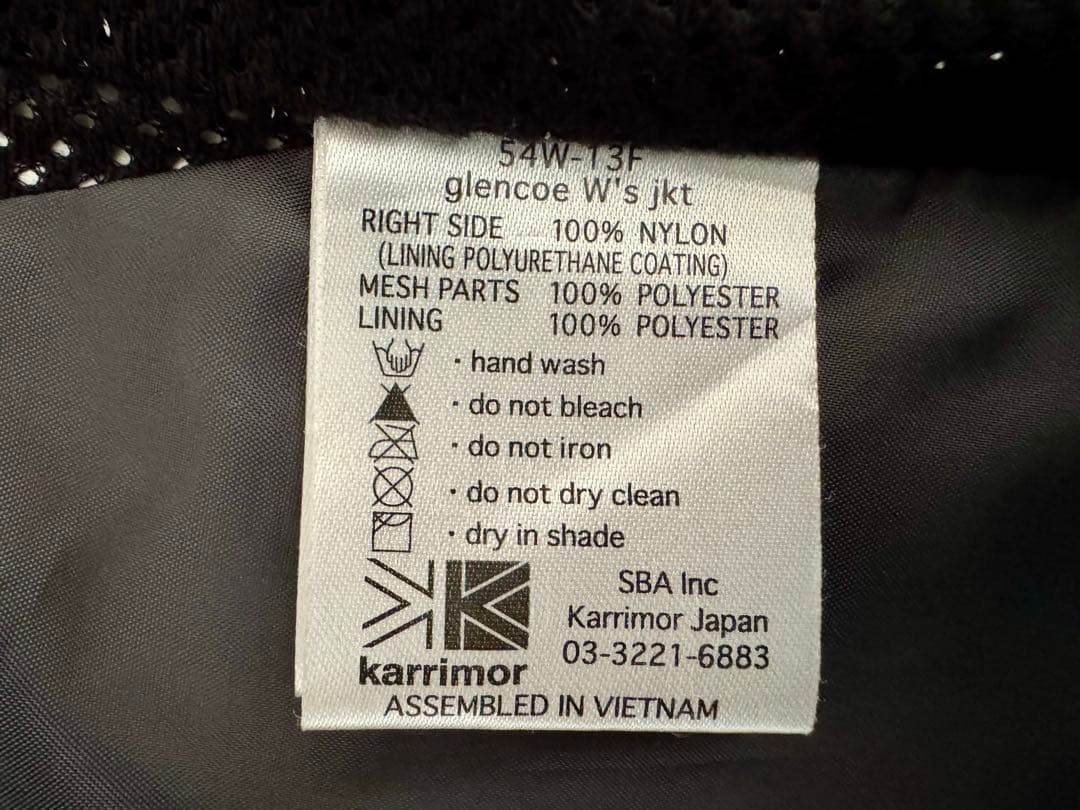 54W-13F
glencoe W's jkt
RIGHT SIDE 100% NYLON
(LINING POLYURETHANE COATING)
MESH PARTS 100% POLYESTER
LINING 100% POLYESTER
· hand wash
· do not bleach
· do not iron
· do not dry clean
· dry in shade
SBA Inc
Karrimor Japan
03-3221-6883
karrimor
ASSEMBLED IN VIETNAM